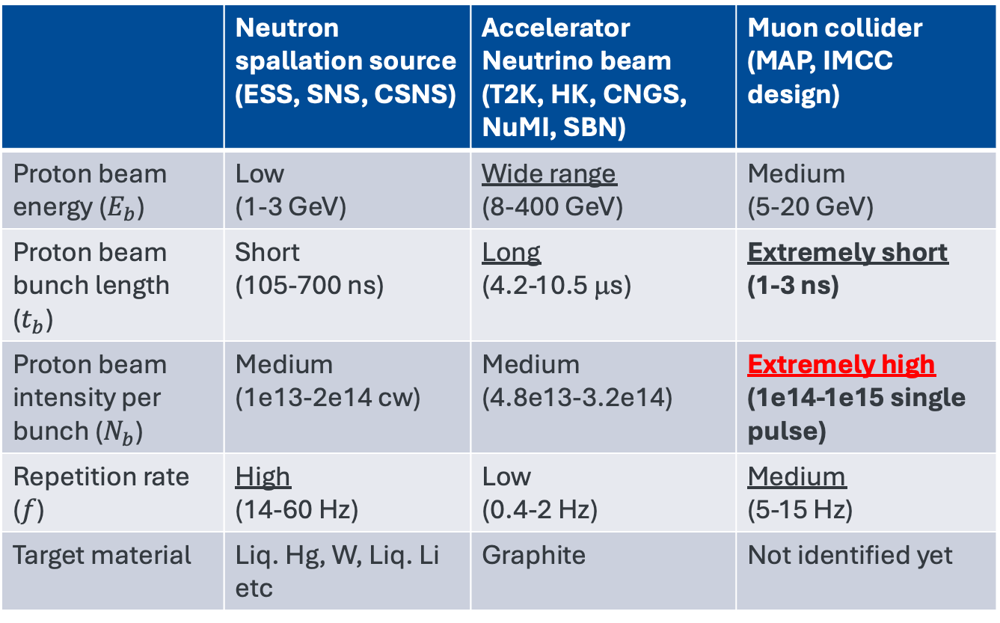 Neutron
spallation source
(ESS, SNS, CSNS)
Accelerator
Neutrino beam
(T2K, HK, CNGS,
NuMI, SBN)
Muon collider
(MAP, IMCC
design)
Proton beam
energy (E_b)
Low
(1-3 GeV)
Wide range
(8-400 GeV)
Medium
(5-20 GeV)
Proton beam
bunch length
(t_b)
Short
(105-700 ns)
Long
(4.2-10.5 μs)
Extremely short
(1-3 ns)
Proton beam
intensity per
bunch (N_b)
Medium
(1e13-2e14 cw)
Medium
(4.8e13-3.2e14)
Extremely high
(1e14-1e15 single
pulse)
Repetition rate
(f)
High
(14-60 Hz)
Low
(0.4-2 Hz)
Medium
(5-15 Hz)
Target material
Liq. Hg, W, Liq. Li
etc
Graphite
Not identified yet